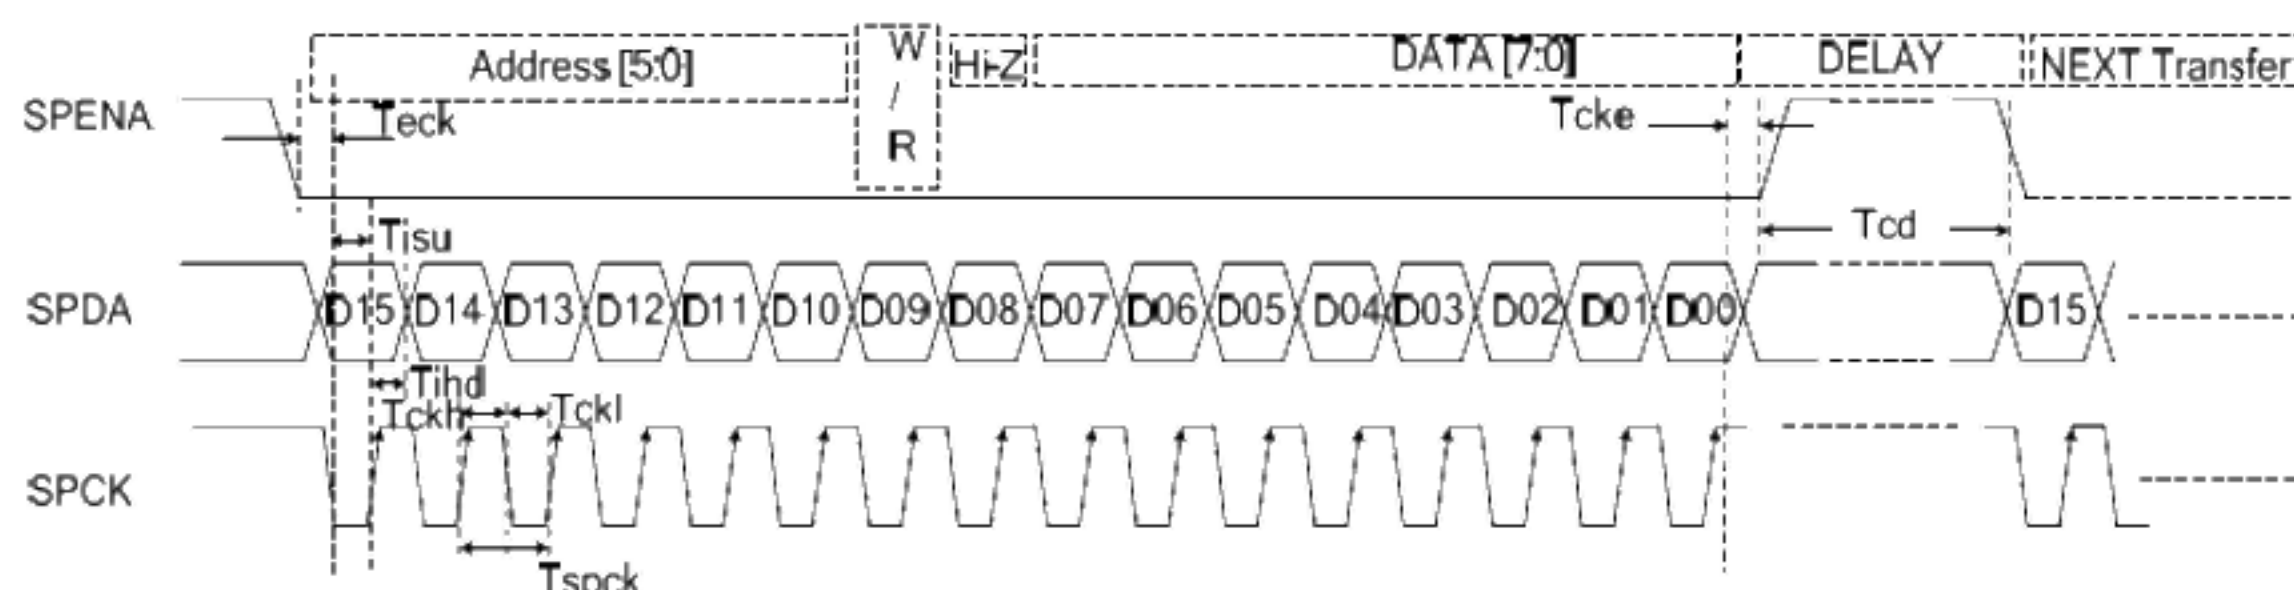 Address [5:0]
W
/
R
Hi-Z
DATA [7:0]
DELAY
NEXT Transfer
SPENA
Teck
Tcke
Tisu
Tcd
SPDA
D15 D14 D13 D12 D11 D10 D09 D08 D07 D06 D05 D04 D03 D02 D01 D00 D15
Tihd
Tckh
Tckl
SPCK
Tspck